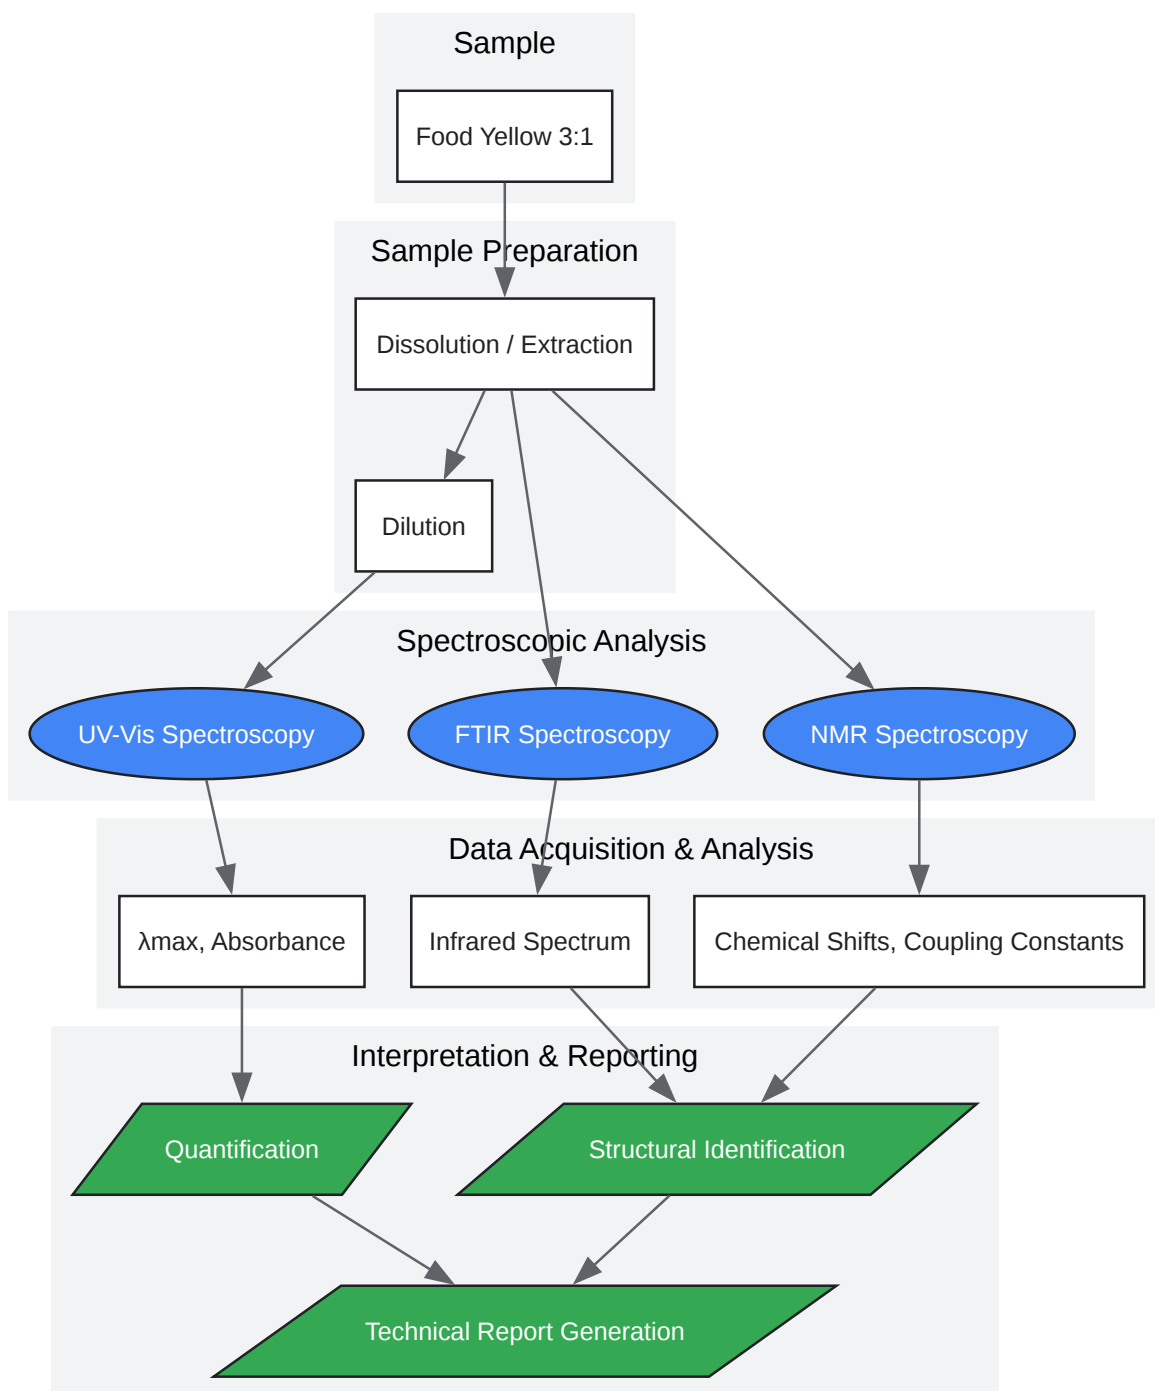 Sample
Food Yellow 3:1
Sample Preparation
Dissolution / Extraction
Dilution
Spectroscopic Analysis
UV-Vis Spectroscopy
FTIR Spectroscopy
NMR Spectroscopy
Data Acquisition & Analysis
λmax, Absorbance
Infrared Spectrum
Chemical Shifts, Coupling Constants
Interpretation & Reporting
Quantification
Structural Identification
Technical Report Generation